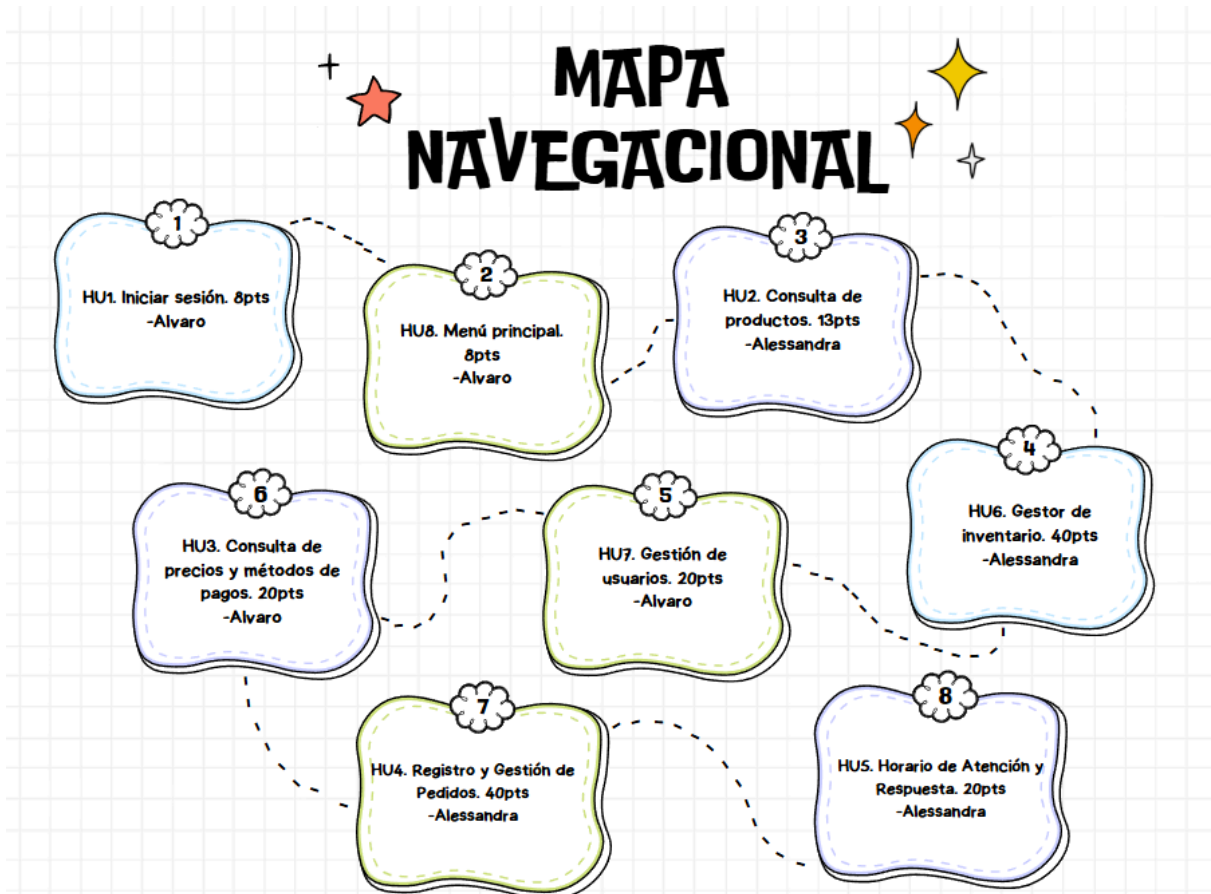 MAPA
NAVEGACIONAL
1
HU1. Iniciar sesión. 8pts
-Alvaro
2
HU8. Menú principal.
8pts
-Alvaro
3
HU2. Consulta de
productos. 13pts
-Alessandra
4
HU6. Gestor de
inventario. 40pts
-Alessandra
5
HU7. Gestión de
usuarios. 20pts
-Alvaro
6
HU3. Consulta de
precios y métodos de
pagos. 20pts
-Alvaro
7
HU4. Registro y Gestión de
Pedidos. 40pts
-Alessandra
8
HU5. Horario de Atención y
Respuesta. 20pts
-Alessandra